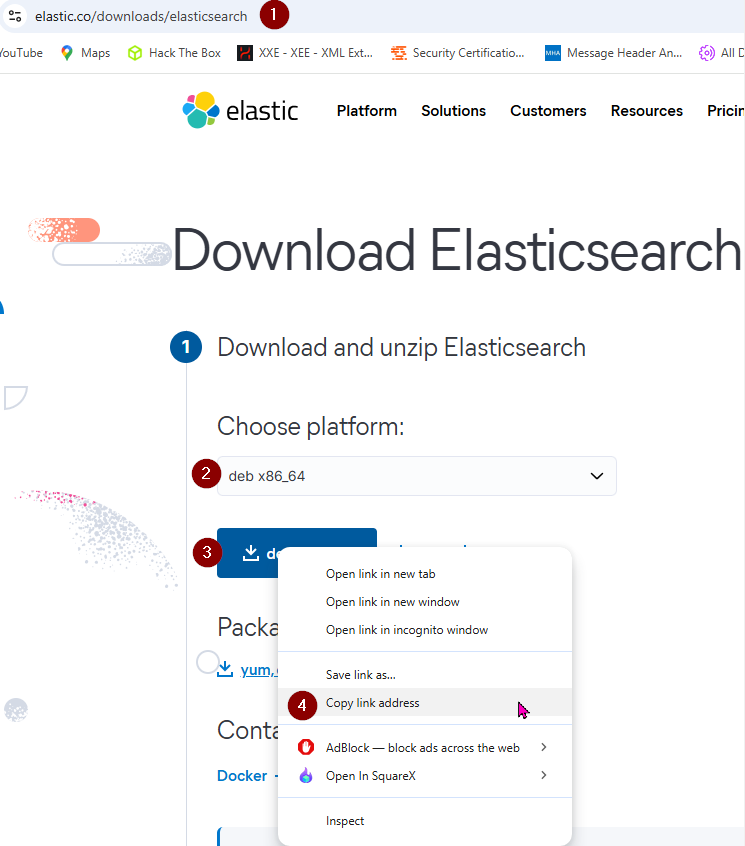 elastic.co/downloads/elasticsearch 1
YouTube Maps Hack The Box XXE - XEE - XML Ext... Security Certificatio... MHA Message Header An... All D
elastic Platform Solutions Customers Resources Pricin
Download Elasticsearch
1 Download and unzip Elasticsearch
Choose platform:
2 deb x86_64
3 de
Open link in new tab
Open link in new window
Open link in incognito window
Packa
Save link as...
yum,
4 Copy link address
Conta
AdBlock — block ads across the web
Docker
Open In SquareX
Inspect